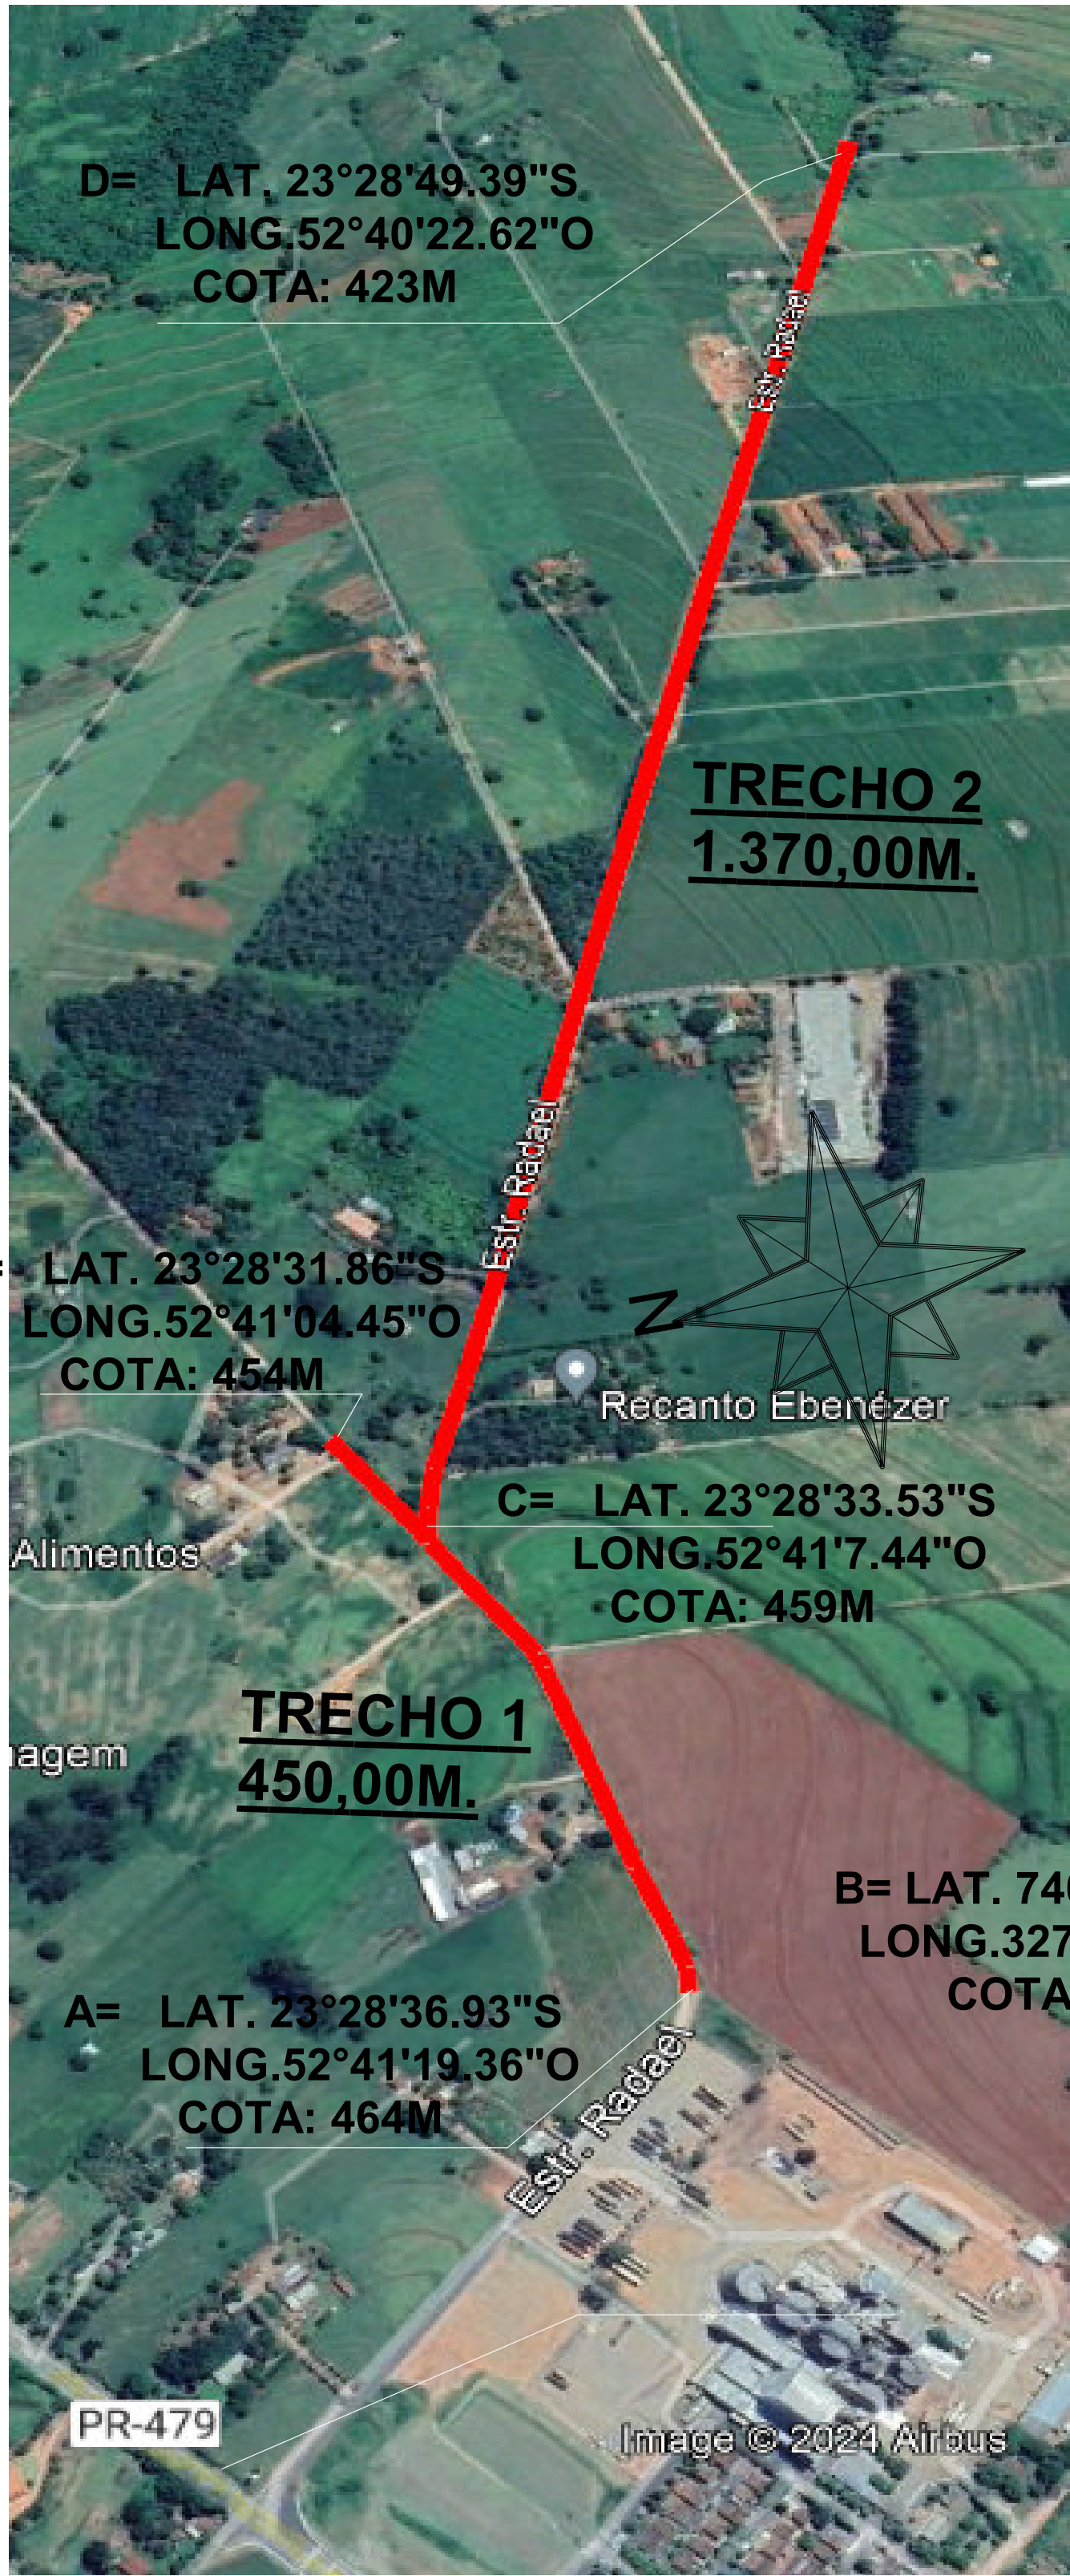 D= LAT. 23°28'49.39"S
LONG.52°40'22.62"O
COTA: 423M
Estr. Radael
TRECHO 2
1.370,00M.
Estr. Radael
= LAT. 23°28'31.86"S
LONG.52°41'04.45"O
COTA: 454M
N
Recanto Ebenézer
C= LAT. 23°28'33.53"S
LONG.52°41'7.44"O
COTA: 459M
Alimentos
TRECHO 1
450,00M.
nagem
B= LAT. 740
LONG.327
COTA
A= LAT. 23°28'36.93"S
LONG.52°41'19.36"O
COTA: 464M
Estr. Radael
PR-479
Image © 2024 Airbus